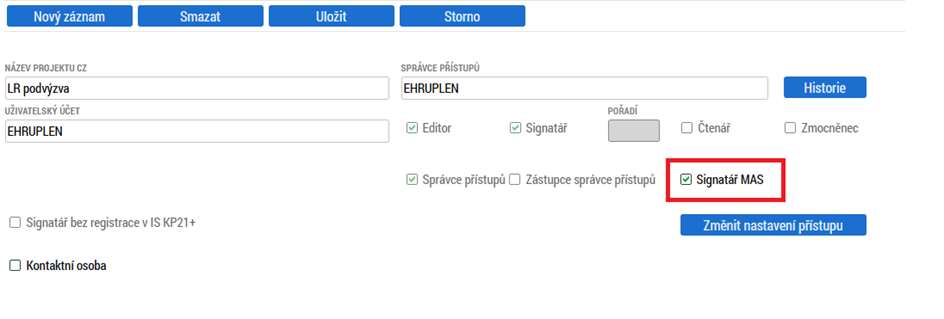 Nový záznam Smazat Uložit Storno
NÁZEV PROJEKTU CZ SPRÁVCE PŘÍSTUPŮ
LR podvýzva EHRUPLEN Historie
UŽIVATELSKÝ ÚČET POŘADÍ
EHRUPLEN Editor Signatář Čtenář Zmocněnec
Správce přístupů Zástupce správce přístupů Signatář MAS
Signatář bez registrace v IS KP21+ Změnit nastavení přístupu
Kontaktní osoba